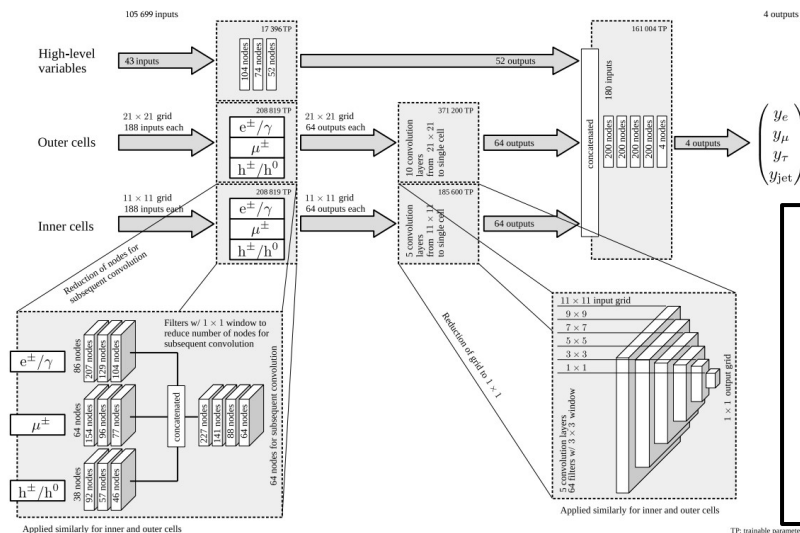 105 699 inputs
4 outputs
17 396 TP
161 004 TP
High-level
variables
43 inputs
104 nodes
74 nodes
52 nodes
52 outputs
180 inputs
208 819 TP
371 200 TP
Outer cells
21 × 21 grid
188 inputs each
e±/γ
μ±
h±/h⁰
21 × 21 grid
64 outputs each
10 convolution
layers
from 21 × 21
to single cell
64 outputs
concatenated
200 nodes
200 nodes
200 nodes
200 nodes
4 nodes
4 outputs
yₑ
y_μ
y_τ
y_jet
208 819 TP
185 600 TP
Inner cells
11 × 11 grid
188 inputs each
e±/γ
μ±
h±/h⁰
11 × 11 grid
64 outputs each
5 convolution
layers
from 11 × 11
to single cell
64 outputs
Reduction of nodes for
subsequent convolution
Reduction of grid to 1 × 1
Filters w/ 1 × 1 window to
reduce number of nodes for
subsequent convolution
e±/γ
86 nodes
207 nodes
129 nodes
104 nodes
μ±
64 nodes
154 nodes
96 nodes
77 nodes
h±/h⁰
38 nodes
92 nodes
57 nodes
46 nodes
concatenated
227 nodes
141 nodes
88 nodes
64 nodes
64 nodes for subsequent convolution
Applied similarly for inner and outer cells
11 × 11 input grid
9 × 9
7 × 7
5 × 5
3 × 3
1 × 1
5 convolution layers
64 filters w/ 3 × 3 window
1 × 1 output grid
Applied similarly for inner and outer cells
TP: trainable paramete